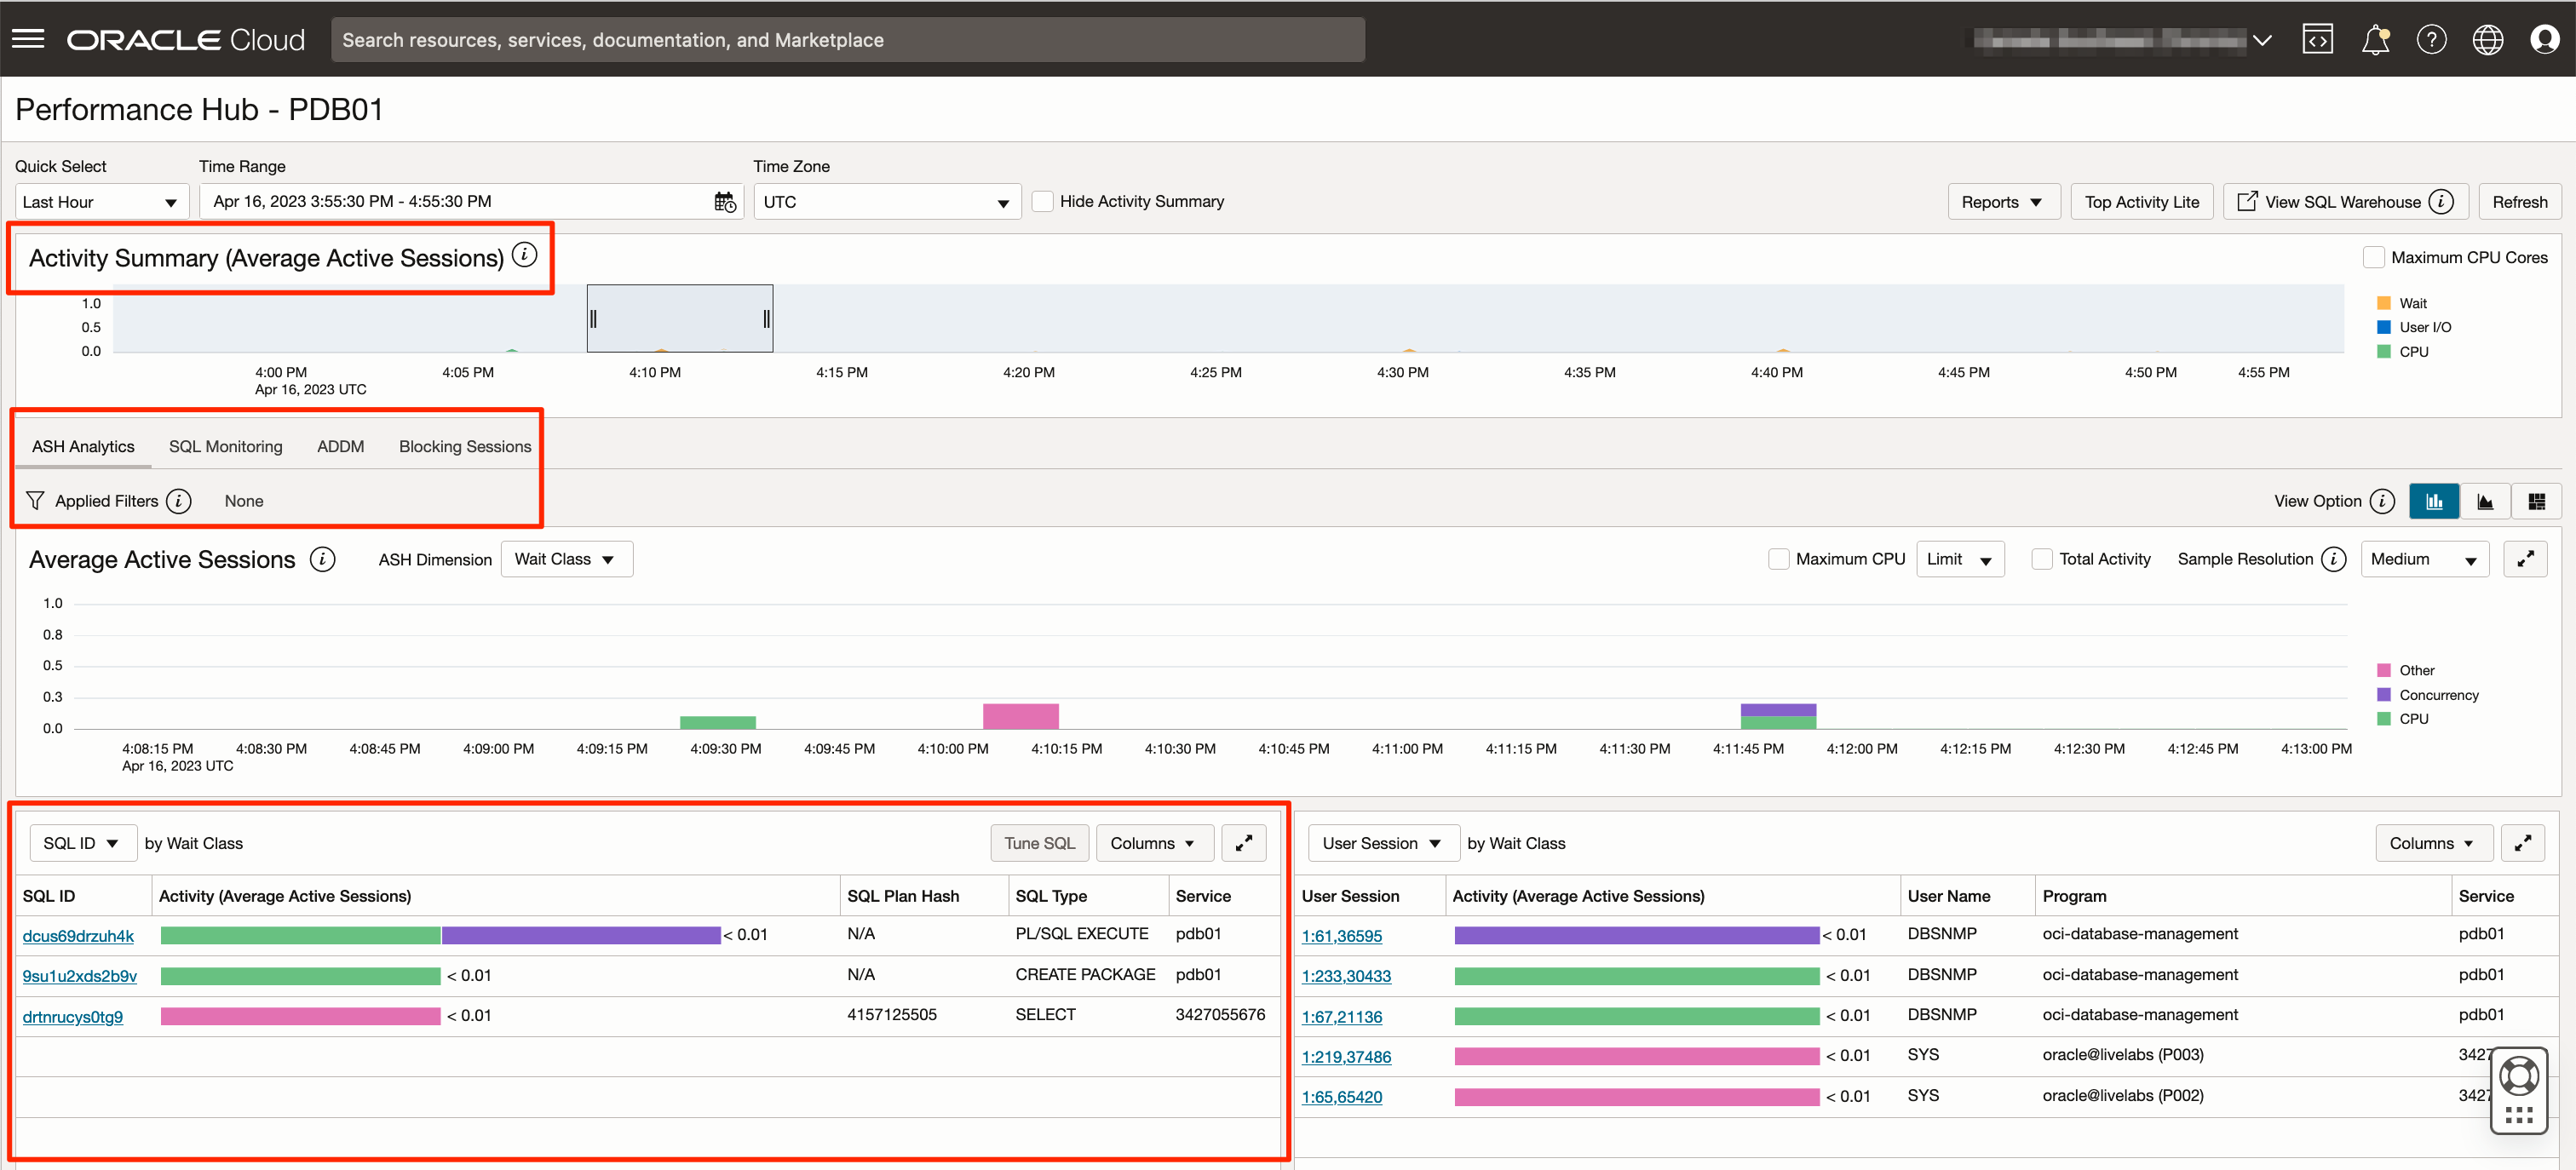 ORACLE Cloud
Search resources, services, documentation, and Marketplace
Performance Hub - PDB01
Quick Select
Time Range
Time Zone
Last Hour
Apr 16, 2023 3:55:30 PM - 4:55:30 PM
UTC
Hide Activity Summary
Reports
Top Activity Lite
View SQL Warehouse
Refresh
Activity Summary (Average Active Sessions)
Maximum CPU Cores
1.0
0.5
0.0
Wait
User I/O
CPU
4:00 PM 4:05 PM 4:10 PM 4:15 PM 4:20 PM 4:25 PM 4:30 PM 4:35 PM 4:40 PM 4:45 PM 4:50 PM 4:55 PM
Apr 16, 2023 UTC
ASH Analytics SQL Monitoring ADDM Blocking Sessions
Applied Filters None
View Option
Average Active Sessions
ASH Dimension Wait Class
Maximum CPU Limit
Total Activity
Sample Resolution Medium
1.0
0.8
0.5
0.3
0.0
Other
Concurrency
CPU
4:08:15 PM 4:08:30 PM 4:08:45 PM 4:09:00 PM 4:09:15 PM 4:09:30 PM 4:09:45 PM 4:10:00 PM 4:10:15 PM 4:10:30 PM 4:10:45 PM 4:11:00 PM 4:11:15 PM 4:11:30 PM 4:11:45 PM 4:12:00 PM 4:12:15 PM 4:12:30 PM 4:12:45 PM 4:13:00 PM
Apr 16, 2023 UTC
SQL ID by Wait Class
Tune SQL Columns
SQL ID Activity (Average Active Sessions) SQL Plan Hash SQL Type Service
dcus69drzuh4k < 0.01 N/A PL/SQL EXECUTE pdb01
9su1u2xds2b9v < 0.01 N/A CREATE PACKAGE pdb01
drtnrucys0tg9 < 0.01 4157125505 SELECT 3427055676
User Session by Wait Class
Columns
User Session Activity (Average Active Sessions) User Name Program Service
1:61,36595 < 0.01 DBSNMP oci-database-management pdb01
1:233,30433 < 0.01 DBSNMP oci-database-management pdb01
1:67,21136 < 0.01 DBSNMP oci-database-management pdb01
1:219,37486 < 0.01 SYS oracle@livelabs (P003) 3427
1:65,65420 < 0.01 SYS oracle@livelabs (P002) 3427